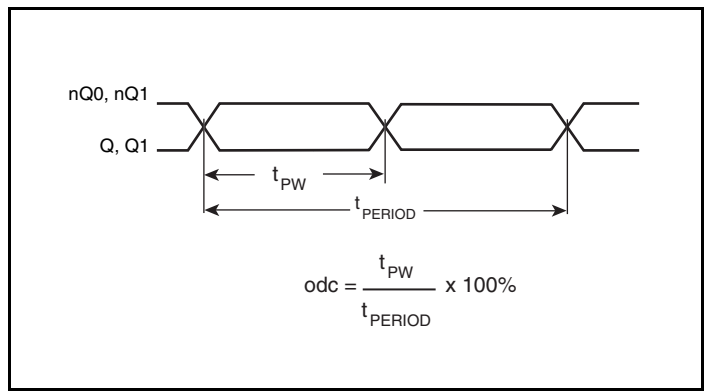 nQ0, nQ1
Q, Q1
tPW
tPERIOD
odc = tPW / tPERIOD x 100%